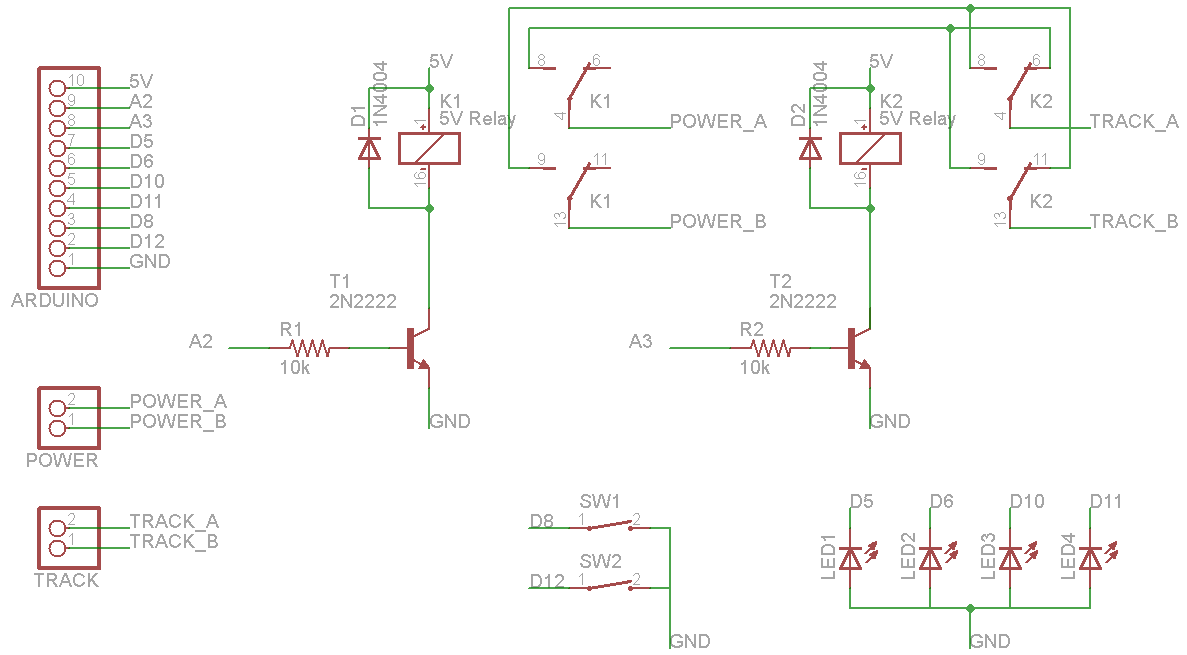 10 5V
9 A2
8 A3
7 D5
6 D6
5 D10
4 D11
3 D8
2 D12
1 GND
ARDUINO
2 POWER_A
1 POWER_B
POWER
2 TRACK_A
1 TRACK_B
TRACK
5V
D1
1N4004
K1
5V Relay
1
+
16
-
T1
2N2222
A2
R1
10k
GND
8 6
K1
4
POWER_A
9 11
K1
13
POWER_B
5V
D2
1N4004
K2
5V Relay
1
+
16
-
T2
2N2222
A3
R2
10k
GND
8 6
K2
4
TRACK_A
9 11
K2
13
TRACK_B
SW1
D8 1 2
SW2
D12 1 2
GND
D5 D6 D10 D11
LED1 LED2 LED3 LED4
GND